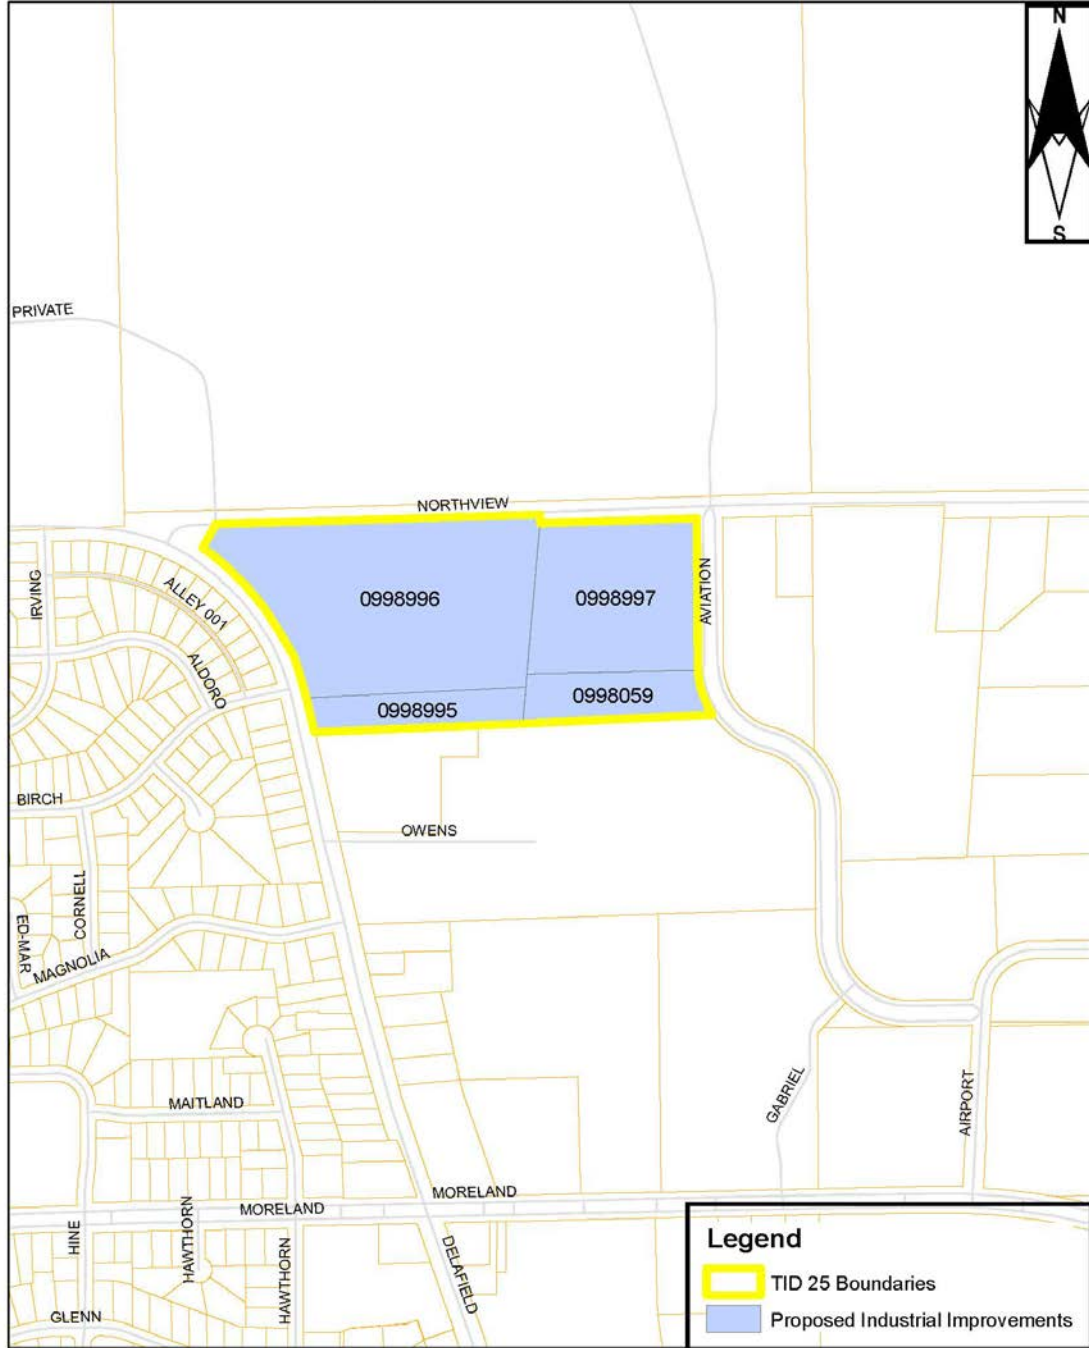 N
S
PRIVATE
NORTHVIEW
IRVING
ALLEY 001
AVIATION
0998996
0998997
ALDORO
0998059
0998995
BIRCH
OWENS
CORNELL
ED-MAR
MAGNOLIA
GABRIEL
MAITLAND
AIRPORT
MORELAND
MORELAND
HINE
HAWTHORN
HAWTHORN
DELAFIELD
GLENN
Legend
TID 25 Boundaries
Proposed Industrial Improvements